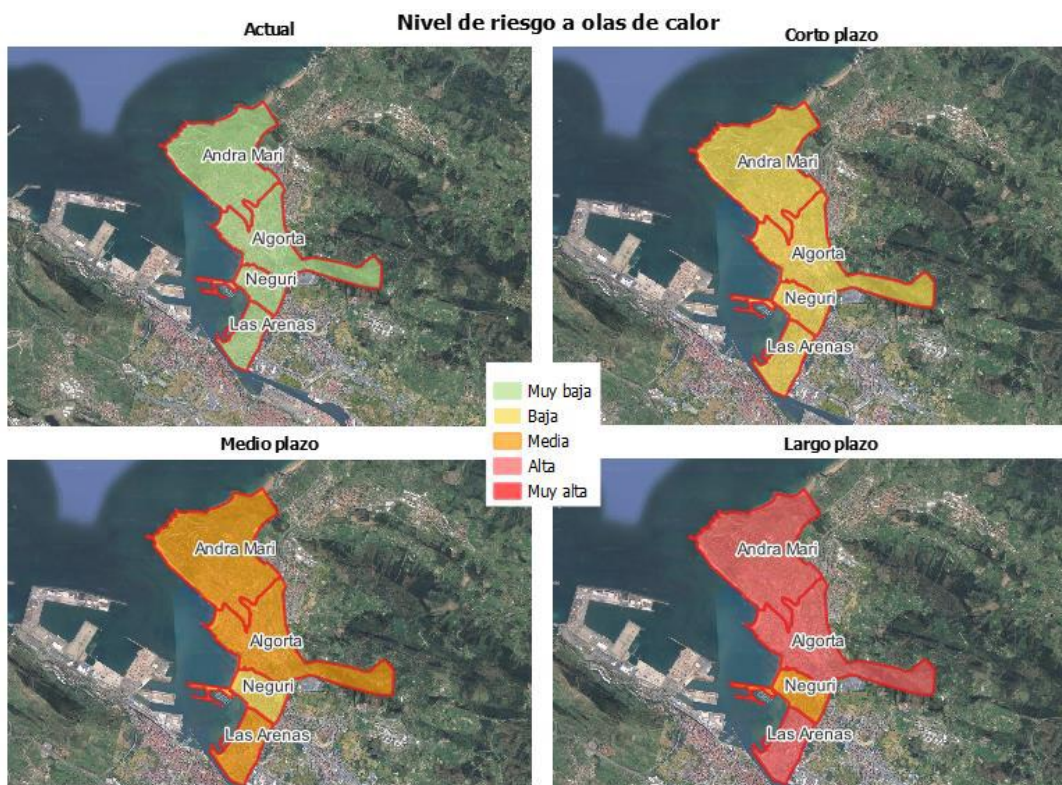 Nivel de riesgo a olas de calor
Actual
Corto plazo
Andra Mari
Algorta
Neguri
Las Arenas
Andra Mari
Algorta
Neguri
Las Arenas
Muy baja
Baja
Media
Alta
Muy alta
Medio plazo
Largo plazo
Andra Mari
Algorta
Neguri
Las Arenas
Andra Mari
Algorta
Neguri
Las Arenas